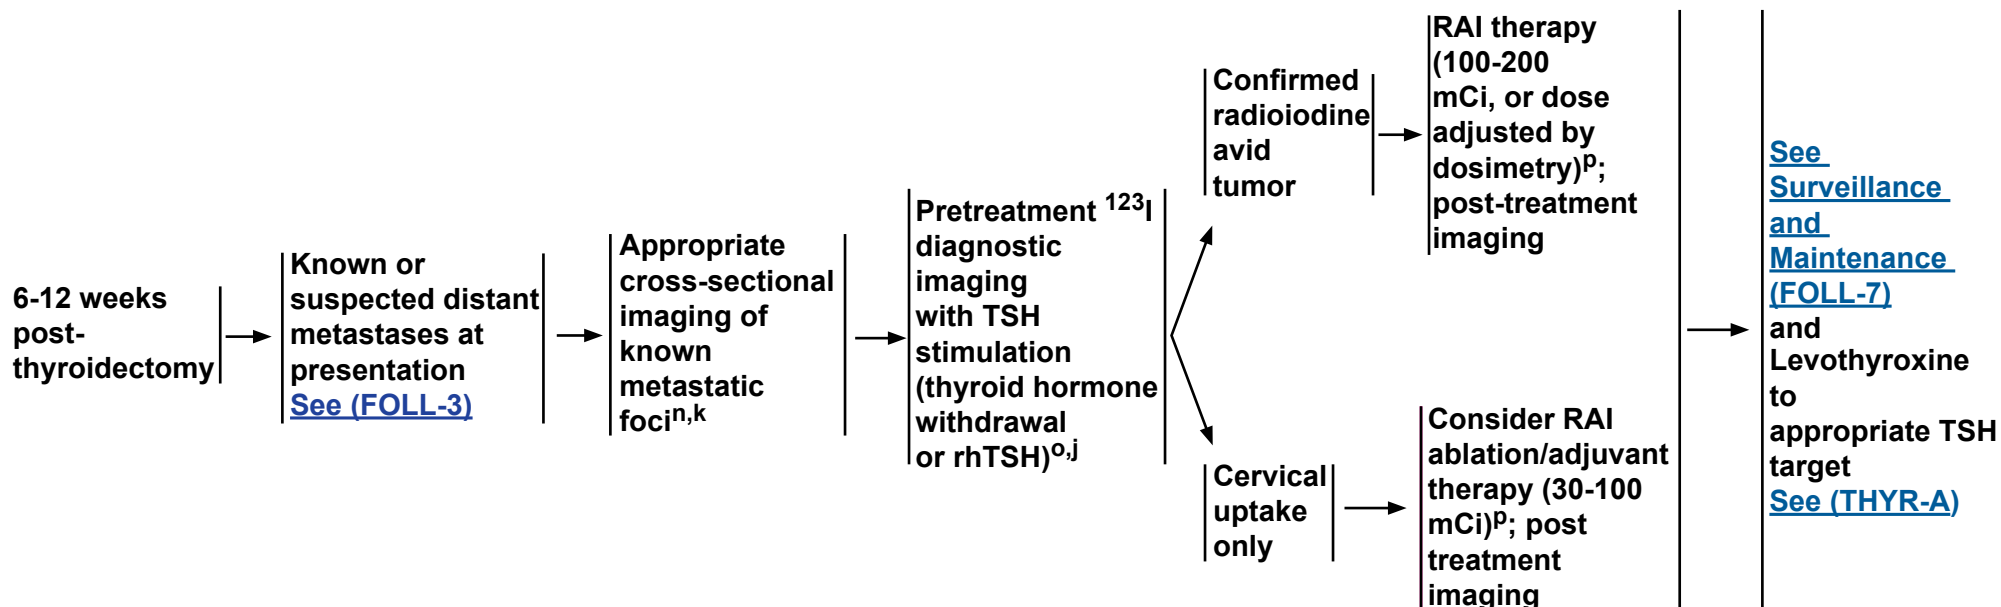 6-12 weeks
post-
thyroidectomy
Known or
suspected distant
metastases at
presentation
See (FOLL-3)
Appropriate
cross-sectional
imaging of
known
metastatic
fociⁿ,ᵏ
Pretreatment ¹²³I
diagnostic
imaging
with TSH
stimulation
(thyroid hormone
withdrawal
or rhTSH)ᵒ,ʲ
Confirmed
radioiodine
avid
tumor
RAI therapy
(100-200
mCi, or dose
adjusted by
dosimetry)ᵖ;
post-treatment
imaging
Cervical
uptake
only
Consider RAI
ablation/adjuvant
therapy (30-100
mCi)ᵖ; post
treatment
imaging
See
Surveillance
and
Maintenance
(FOLL-7)
and
Levothyroxine
to
appropriate TSH
target
See (THYR-A)